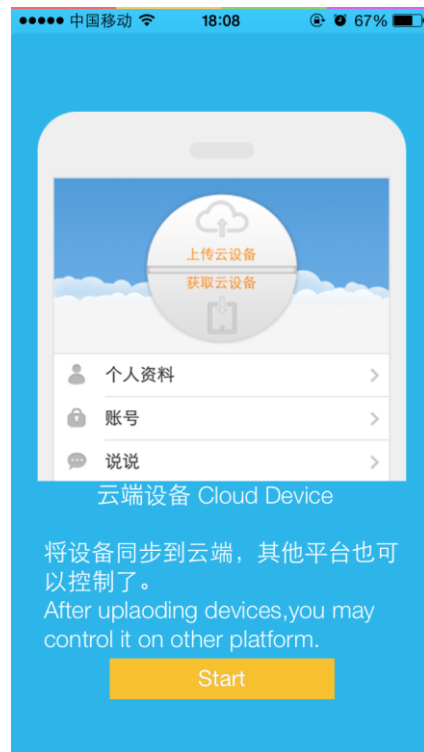 中国移动 18:08 67%
上传云设备
获取云设备
个人资料
账号
说说
云端设备 Cloud Device
将设备同步到云端，其他平台也可
以控制了。
After uplaoding devices,you may
control it on other platform.
Start